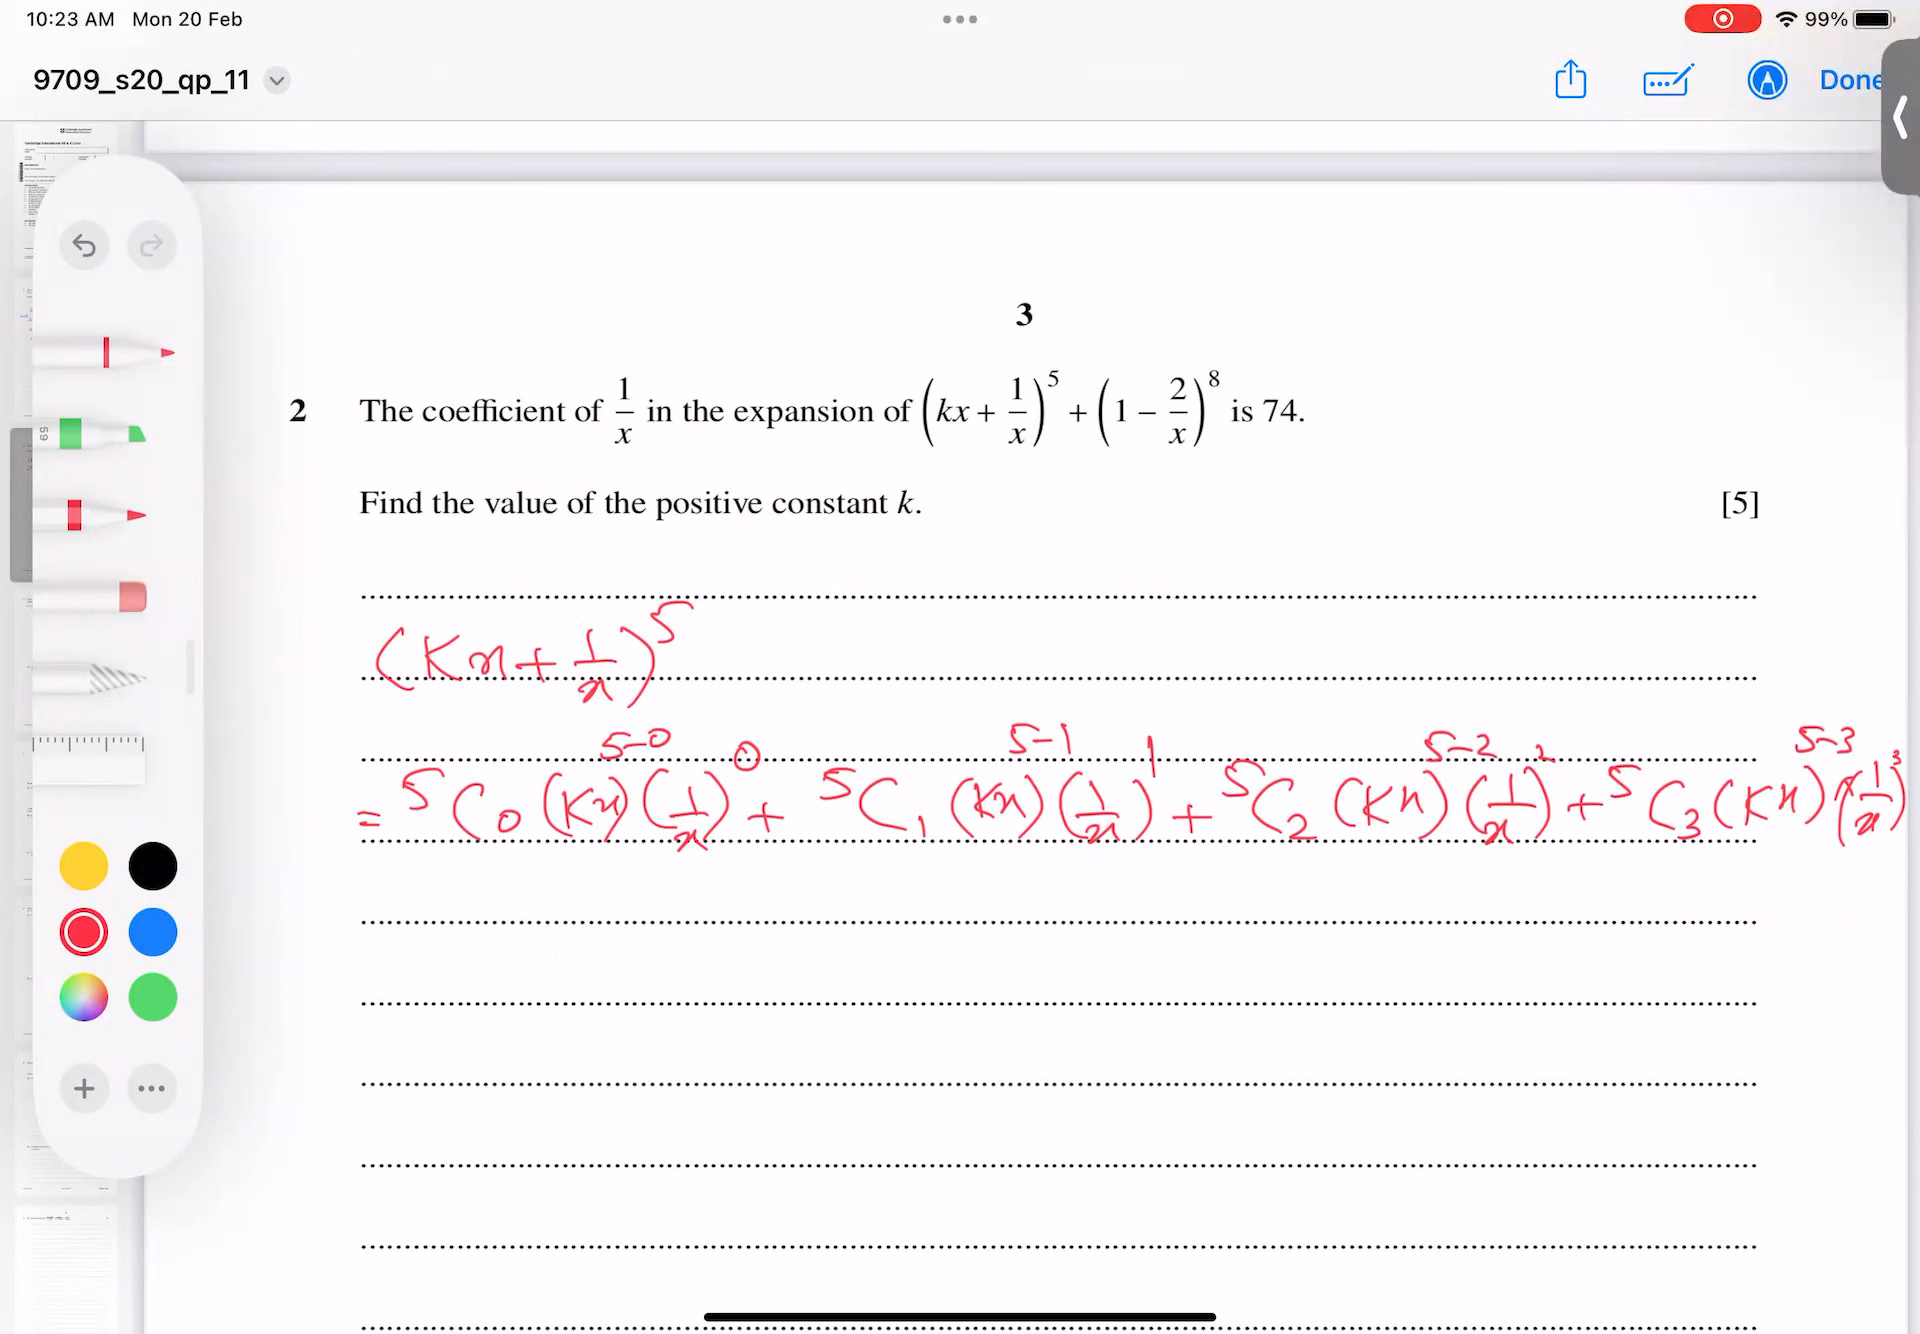 10:23 AM Mon 20 Feb
99%
9709_s20_qp_11
Done
3
2 The coefficient of 1/x in the expansion of (kx + 1/x)^5 + (1 − 2/x)^8 is 74.
Find the value of the positive constant k. [5]
(Kx + 1/x)^5
= 5C0 (Kx)^5-0 (1/x)^0 + 5C1 (Kx)^5-1 (1/x)^1 + 5C2 (Kx)^5-2 (1/x)^2 + 5C3 (Kx)^5-3 (1/x)^3
59